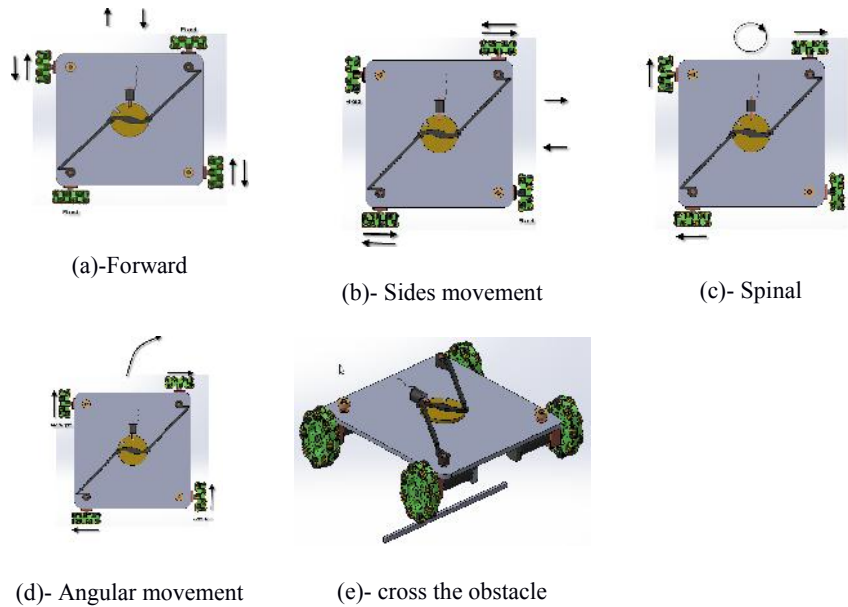 (a)-Forward
(b)- Sides movement
(c)- Spinal
(d)- Angular movement
(e)- cross the obstacle